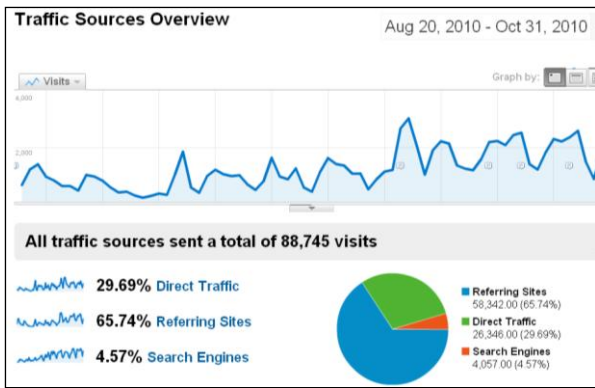 Traffic Sources Overview
Aug 20, 2010 - Oct 31, 2010
Visits
Graph by:
4,000
2,000
All traffic sources sent a total of 88,745 visits
29.69% Direct Traffic
65.74% Referring Sites
4.57% Search Engines
Referring Sites
58,342.00 (65.74%)
Direct Traffic
26,346.00 (29.69%)
Search Engines
4,057.00 (4.57%)